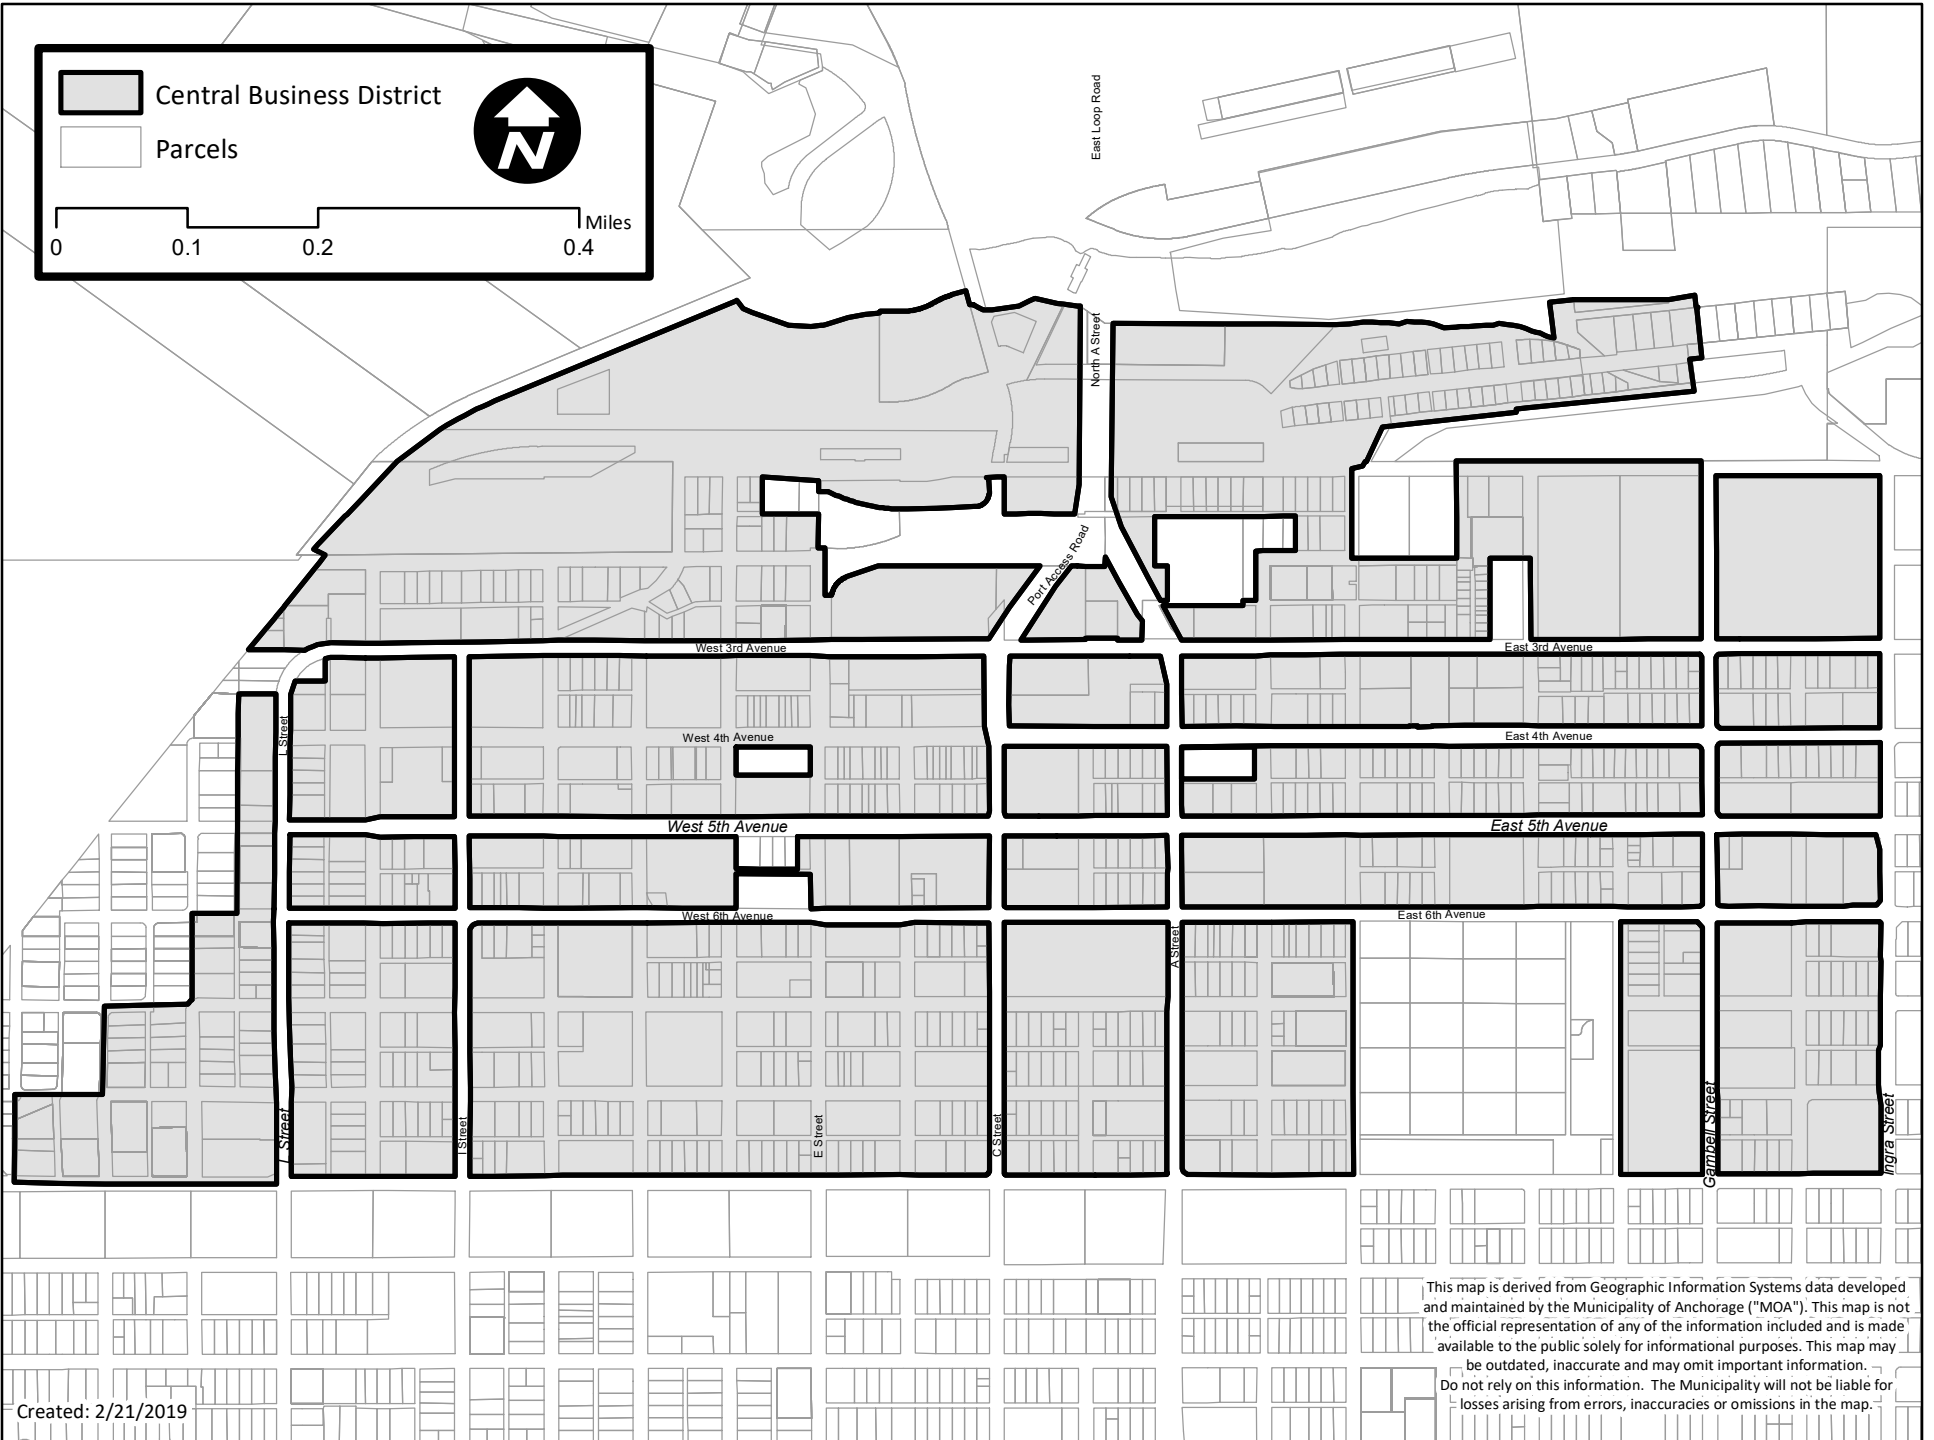 Central Business District
N
Parcels
Miles
0 0.1 0.2 0.4
East Loop Road
North A Street
Port Access Road
West 3rd Avenue
East 3rd Avenue
L Street
West 4th Avenue
East 4th Avenue
West 5th Avenue
East 5th Avenue
West 6th Avenue
East 6th Avenue
A Street
L Street
I Street
E Street
C Street
Gambell Street
Ingra Street
This map is derived from Geographic Information Systems data developed
and maintained by the Municipality of Anchorage ("MOA"). This map is not
the official representation of any of the information included and is made
available to the public solely for informational purposes. This map may
be outdated, inaccurate and may omit important information.
Do not rely on this information. The Municipality will not be liable for
losses arising from errors, inaccuracies or omissions in the map.
Created: 2/21/2019